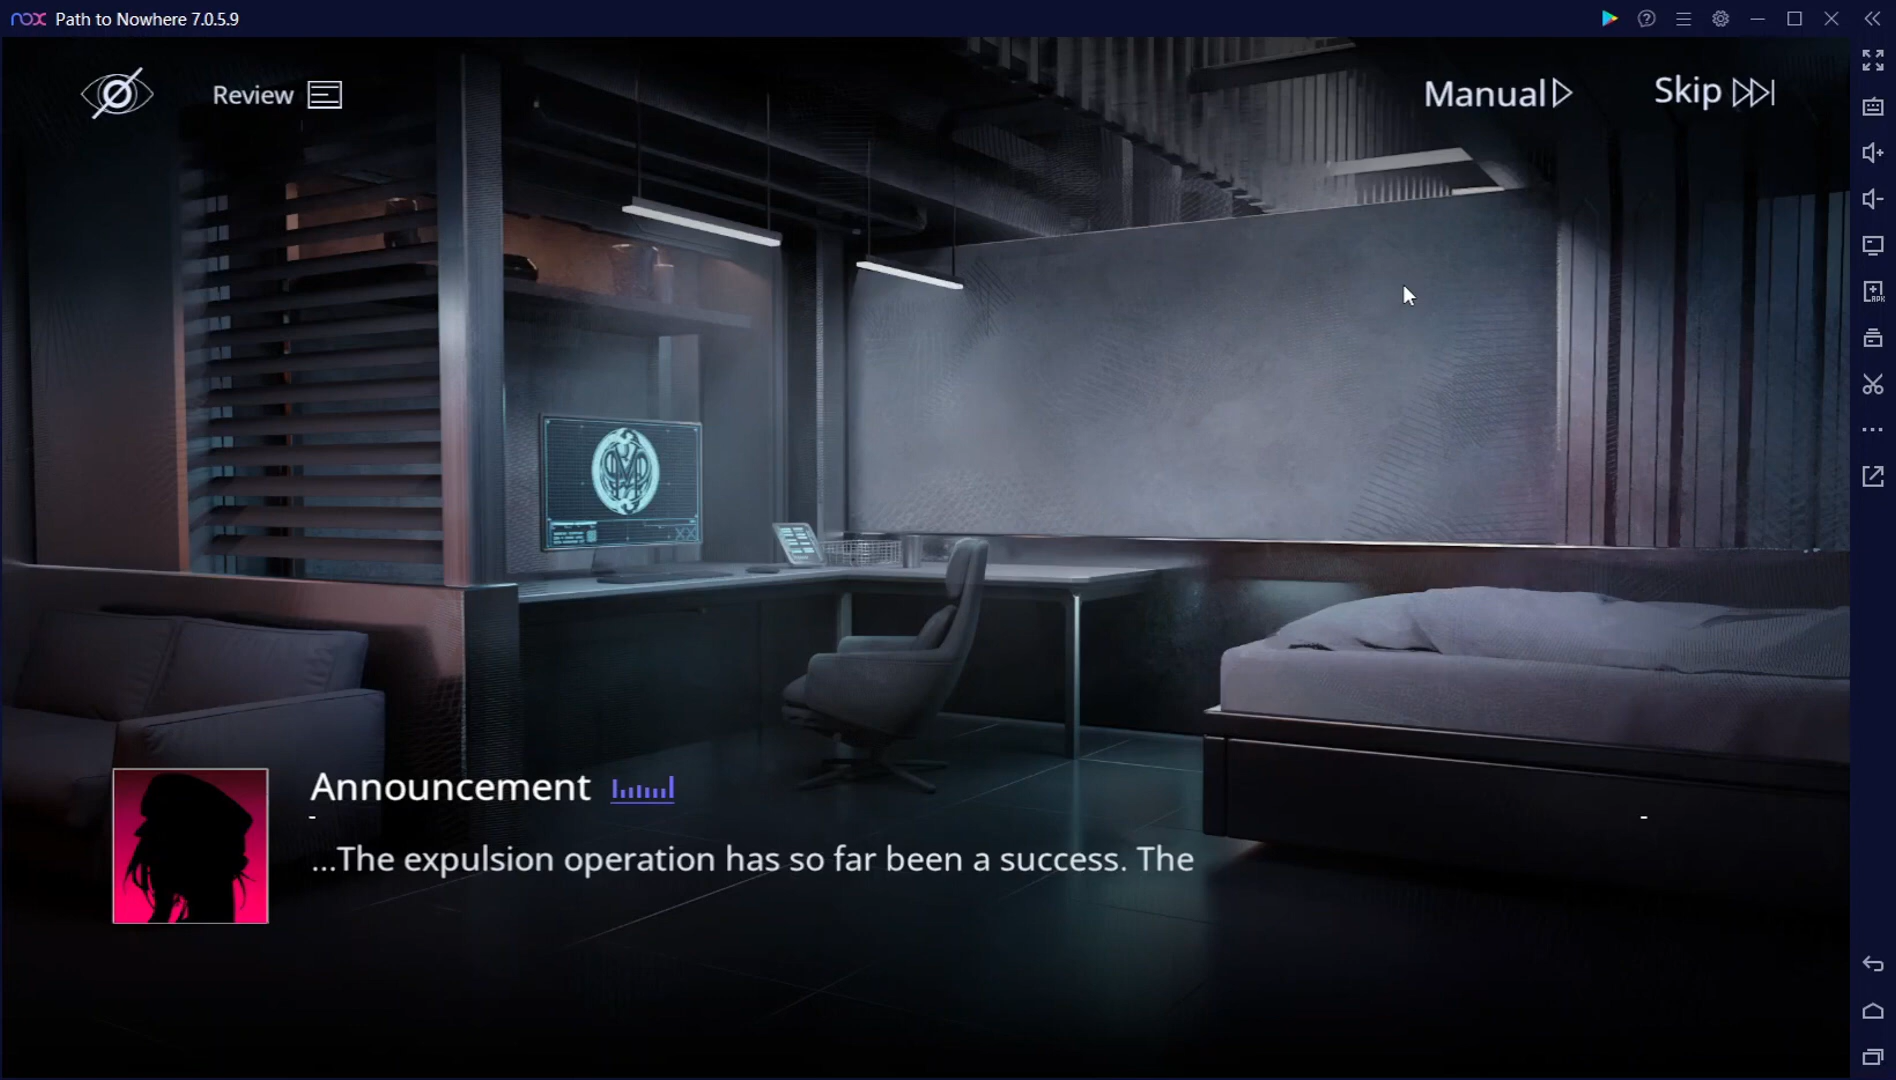 nox Path to Nowhere 7.0.5.9
Review
Manual
Skip
Announcement
...The expulsion operation has so far been a success. The